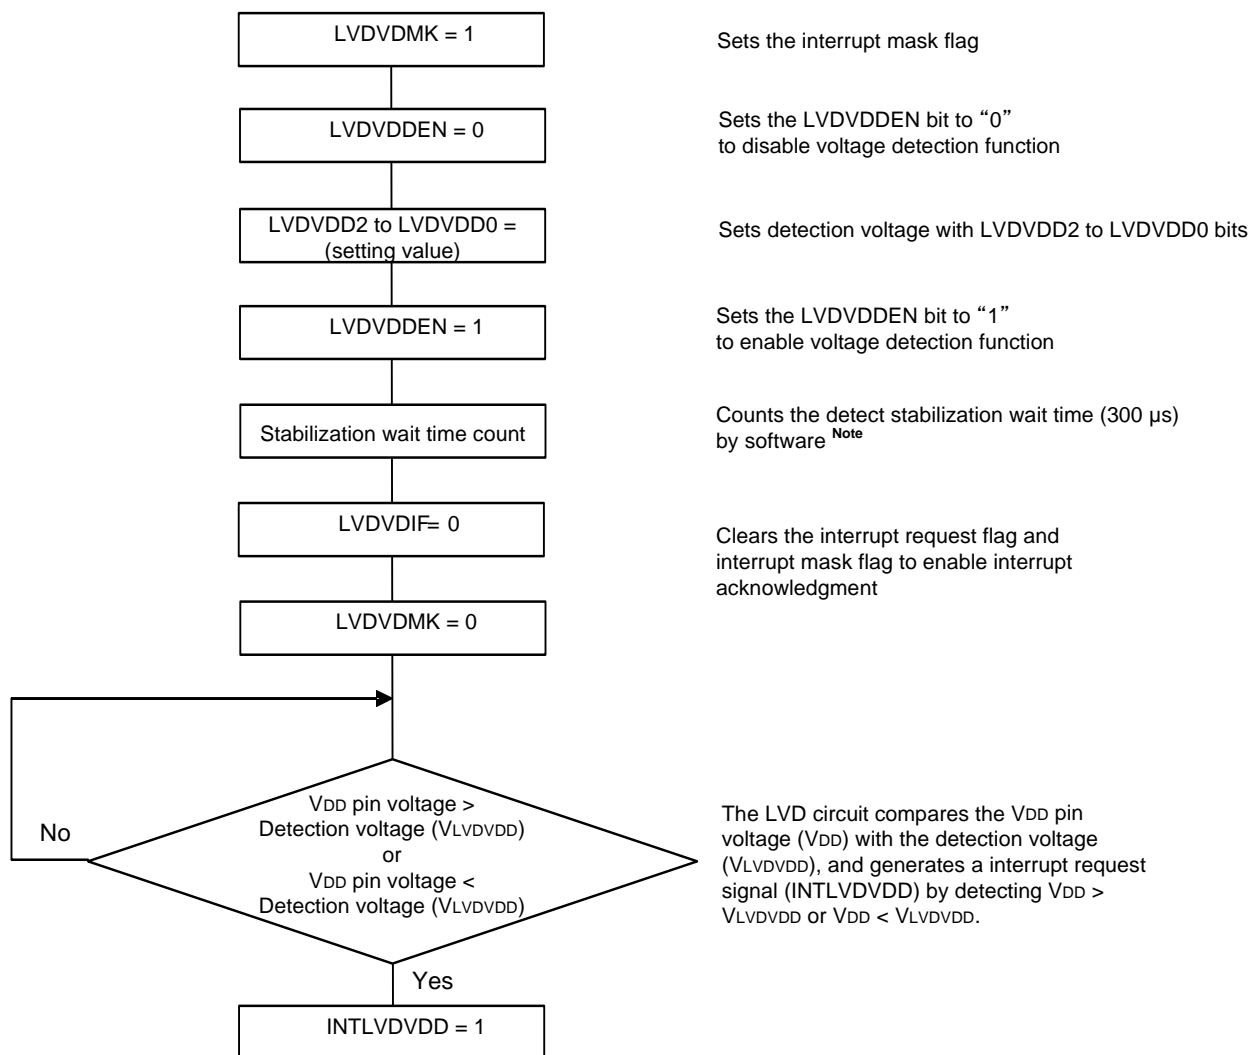 LVDVDMK = 1
Sets the interrupt mask flag
LVDVDDEN = 0
Sets the LVDVDDEN bit to “0”
to disable voltage detection function
LVDVDD2 to LVDVDD0 =
(setting value)
Sets detection voltage with LVDVDD2 to LVDVDD0 bits
LVDVDDEN = 1
Sets the LVDVDDEN bit to “1”
to enable voltage detection function
Stabilization wait time count
Counts the detect stabilization wait time (300 μs)
by software Note
LVDVDIF= 0
Clears the interrupt request flag and
interrupt mask flag to enable interrupt
acknowledgment
LVDVDMK = 0
VDD pin voltage >
Detection voltage (VLVDVDD)
or
VDD pin voltage <
Detection voltage (VLVDVDD)
No
The LVD circuit compares the VDD pin
voltage (VDD) with the detection voltage
(VLVDVDD), and generates a interrupt request
signal (INTLVDVDD) by detecting VDD >
VLVDVDD or VDD < VLVDVDD.
Yes
INTLVDVDD = 1